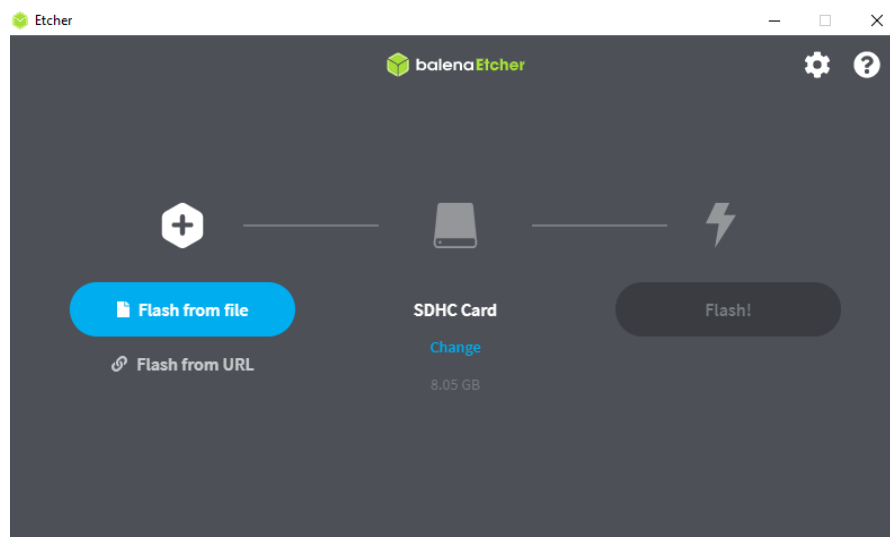 Etcher
balenaEtcher
Flash from file
Flash from URL
SDHC Card
Change
8.05 GB
Flash!